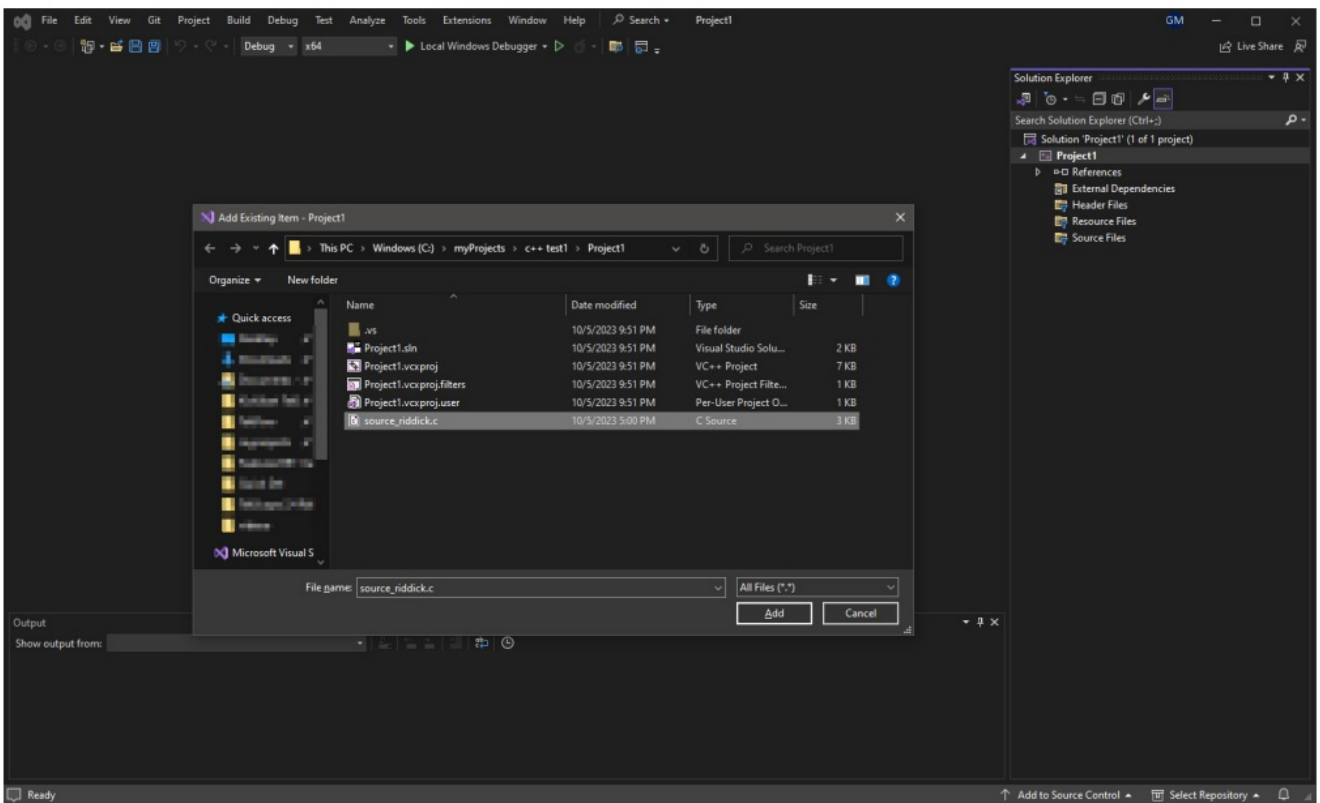 File Edit View Git Project Build Debug Test Analyze Tools Extensions Window Help Search Project1 GM
Debug x64 Local Windows Debugger Live Share
Solution Explorer
Search Solution Explorer (Ctrl+;)
Solution 'Project1' (1 of 1 project)
Project1
References
External Dependencies
Header Files
Resource Files
Source Files
Add Existing Item - Project1
This PC > Windows (C:) > myProjects > c++ test1 > Project1 Search Project1
Organize New folder
Name Date modified Type Size
Quick access
.vs 10/5/2023 9:51 PM File folder
Project1.sln 10/5/2023 9:51 PM Visual Studio Solu... 2 KB
Project1.vcxproj 10/5/2023 9:51 PM VC++ Project 7 KB
Project1.vcxproj.filters 10/5/2023 9:51 PM VC++ Project Filte... 1 KB
Project1.vcxproj.user 10/5/2023 9:51 PM Per-User Project O... 1 KB
source_riddick.c 10/5/2023 5:00 PM C Source 3 KB
Microsoft Visual S
File name: source_riddick.c All Files (*.*)
Add Cancel
Output
Show output from:
Ready Add to Source Control Select Repository